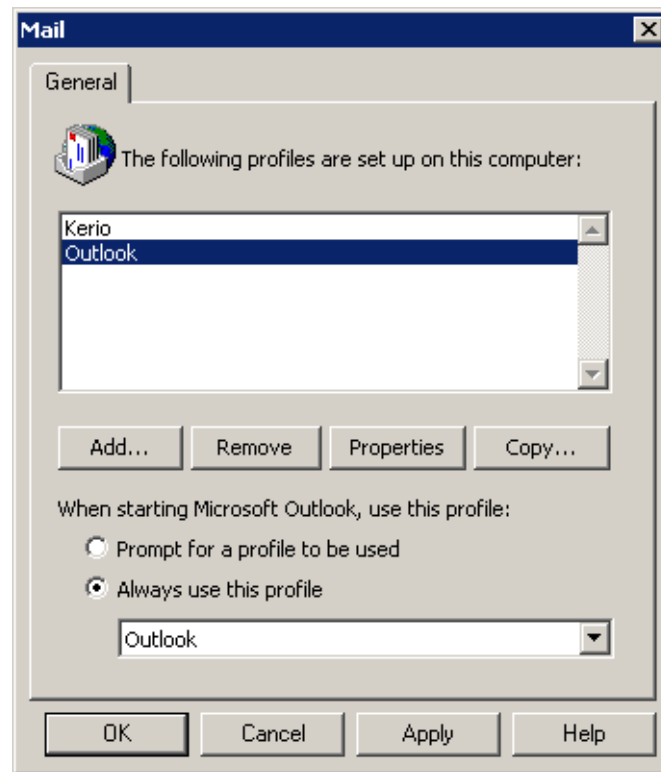 Mail
General
The following profiles are set up on this computer:
Kerio
Outlook
Add... Remove Properties Copy...
When starting Microsoft Outlook, use this profile:
Prompt for a profile to be used
Always use this profile
Outlook
OK Cancel Apply Help